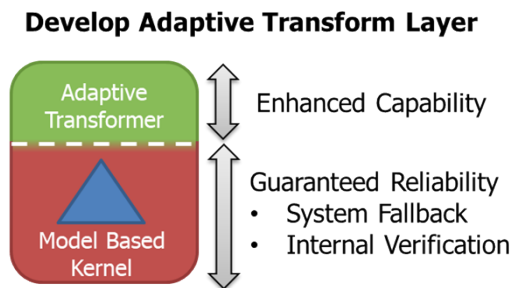 Develop Adaptive Transform Layer
Adaptive
Transformer
Enhanced Capability
Guaranteed Reliability
• System Fallback
• Internal Verification
Model Based
Kernel